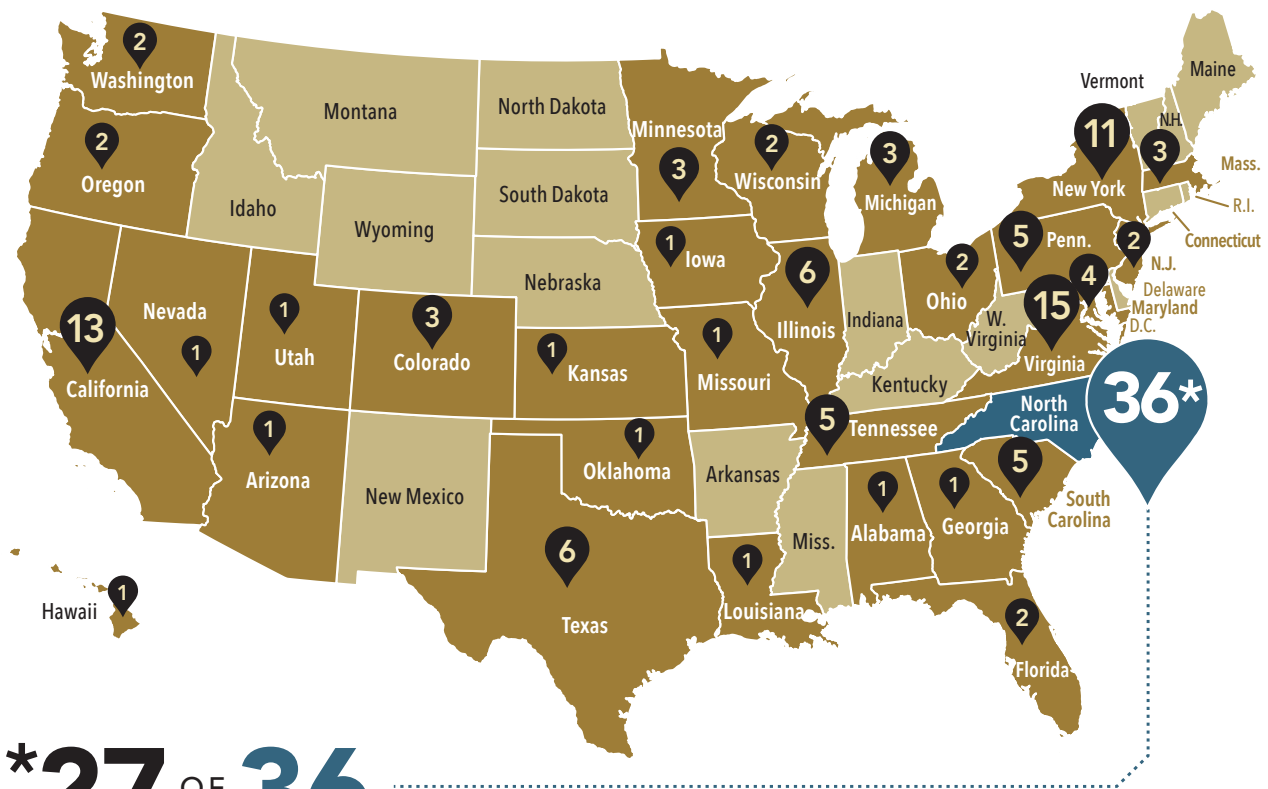 2
Washington
Montana
North Dakota
Minnesota
3
2
Wisconsin
3
Michigan
Vermont
Maine
N.H.
11
New York
3
Mass.
R.I.
Connecticut
2
Oregon
Idaho
Wyoming
South Dakota
Nebraska
1
Iowa
6
Illinois
Indiana
2
Ohio
5
Penn.
2
N.J.
4
Delaware
Maryland
D.C.
W.
Virginia
15
Virginia
13
California
Nevada
1
1
Utah
3
Colorado
1
Kansas
1
Missouri
Kentucky
5
Tennessee
North
Carolina
36*
1
Arizona
New Mexico
1
Oklahoma
Arkansas
Miss.
1
Alabama
1
Georgia
5
South
Carolina
6
Texas
1
Louisiana
2
Florida
1
Hawaii
*27 OF 36